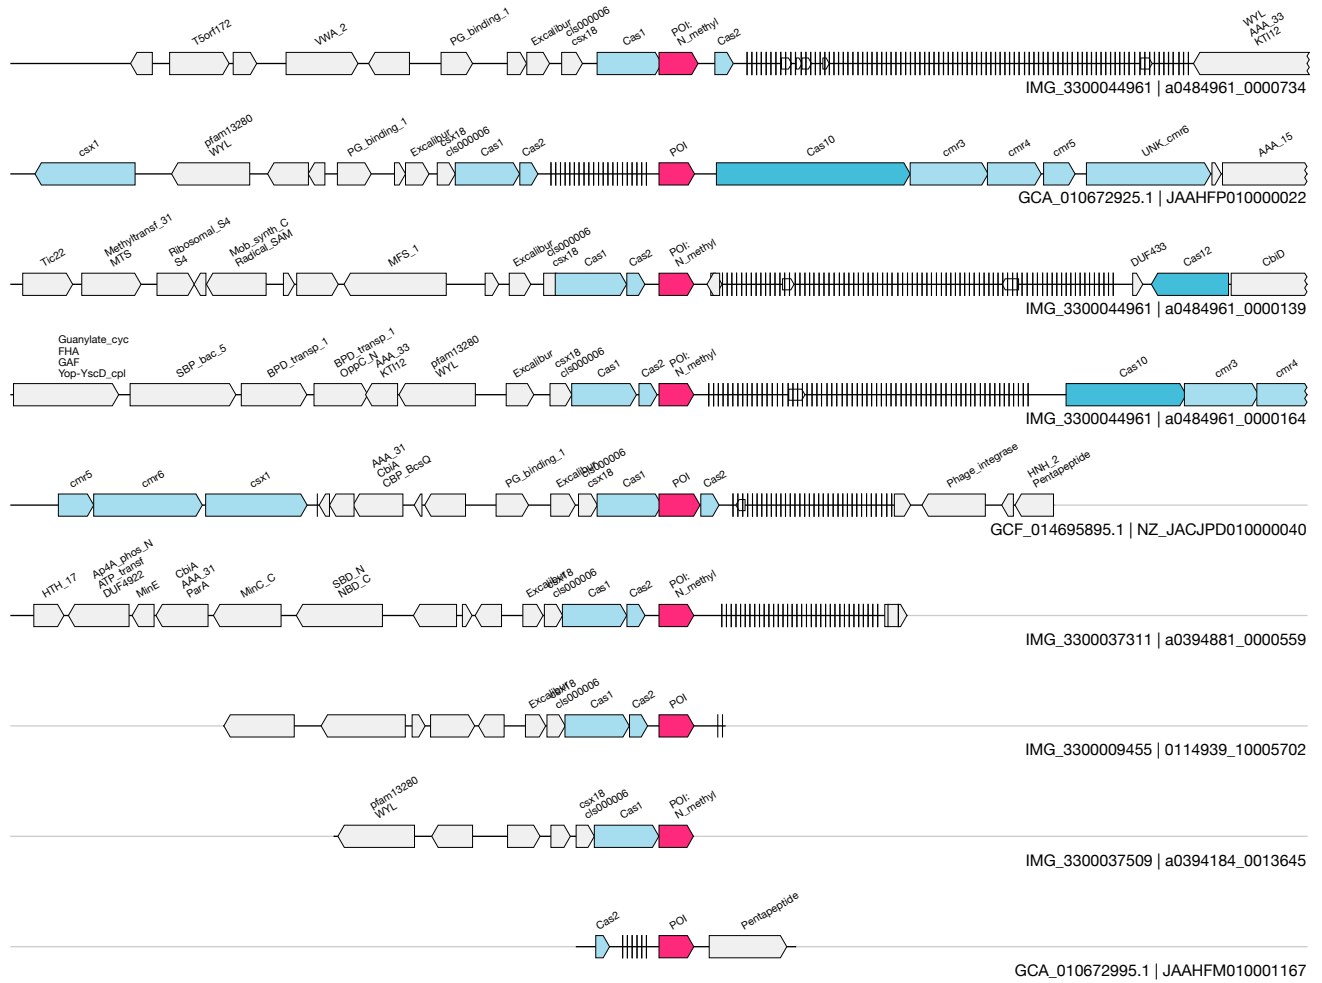 T5orf172
VWA_2
PG_binding_1
Excalibur
cls000006
csx18
Cas1
POI:
N_methyl
Cas2
WYL
AAA_33
KTI12
IMG_3300044961 | a0484961_0000734
csx1
pfam13280
WYL
PG_binding_1
Excalibur
csx18
cls000006
Cas1
Cas2
POI
Cas10
cmr3
cmr4
cmr5
UNK_cmr6
AAA_15
GCA_010672925.1 | JAAHFP010000022
Tic22
Methyltransf_31
MTS
Ribosomal_S4
S4
Mob_synth_C
Radical_SAM
MFS_1
Excalibur
cls000006
csx18
Cas1
Cas2
POI:
N_methyl
DUF433
Cas12
CbiD
IMG_3300044961 | a0484961_0000139
Guanylate_cyc
FHA
GAF
Yop-YscD_cpl
SBP_bac_5
BPD_transp_1
BPD_transp_1
OppC_N
AAA_33
KTI12
pfam13280
WYL
Excalibur
csx18
cls000006
Cas1
Cas2
POI:
N_methyl
Cas10
cmr3
cmr4
IMG_3300044961 | a0484961_0000164
cmr5
cmr6
csx1
AAA_31
CbiA
CBP_BcsQ
PG_binding_1
Excalibur
cls000006
csx18
Cas1
POI
Cas2
Phage_integrase
HNH_2
Pentapeptide
GCF_014695895.1 | NZ_JACJPD010000040
HTH_17
Ap4A_phos_N
ATP_transf
DUF4922
MinE
CbiA
AAA_31
ParA
MinC_C
SBD_N
NBD_C
Excalibur
csx18
cls000006
Cas1
Cas2
POI:
N_methyl
IMG_3300037311 | a0394881_0000559
Excalibur
csx18
cls000006
Cas1
Cas2
POI
IMG_3300009455 | 0114939_10005702
pfam13280
WYL
csx18
cls000006
Cas1
POI:
N_methyl
IMG_3300037509 | a0394184_0013645
Cas2
POI
Pentapeptide
GCA_010672995.1 | JAAHFM010001167